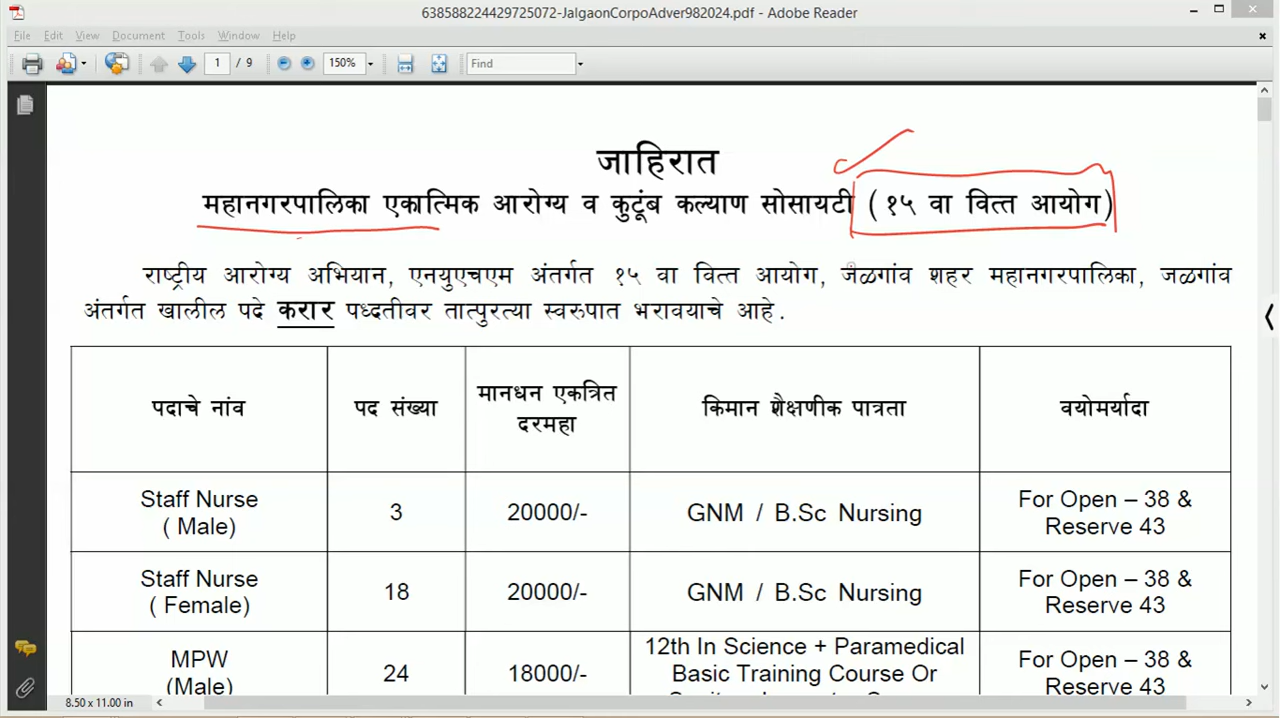 638588224429725072-JalgaonCorpoAdver982024.pdf - Adobe Reader
File Edit View Document Tools Window Help
1 / 9 150% Find
जाहिरात
महानगरपालिका एकात्मिक आरोग्य व कुटूंब कल्याण सोसायटी (१५ वा वित्त आयोग)
राष्ट्रीय आरोग्य अभियान, एनयुएचएम अंतर्गत १५ वा वित्त आयोग, जळगांव शहर महानगरपालिका, जळगांव
अंतर्गत खालील पदे करार पध्दतीवर तात्पुरत्या स्वरुपात भरावयाचे आहे.
पदाचे नांव पद संख्या मानधन एकत्रित दरमहा किमान शैक्षणीक पात्रता वयोमर्यादा
Staff Nurse ( Male) 3 20000/- GNM / B.Sc Nursing For Open – 38 & Reserve 43
Staff Nurse ( Female) 18 20000/- GNM / B.Sc Nursing For Open – 38 & Reserve 43
MPW (Male) 24 18000/- 12th In Science + Paramedical Basic Training Course Or For Open – 38 & Reserve 43
8.50 x 11.00 in